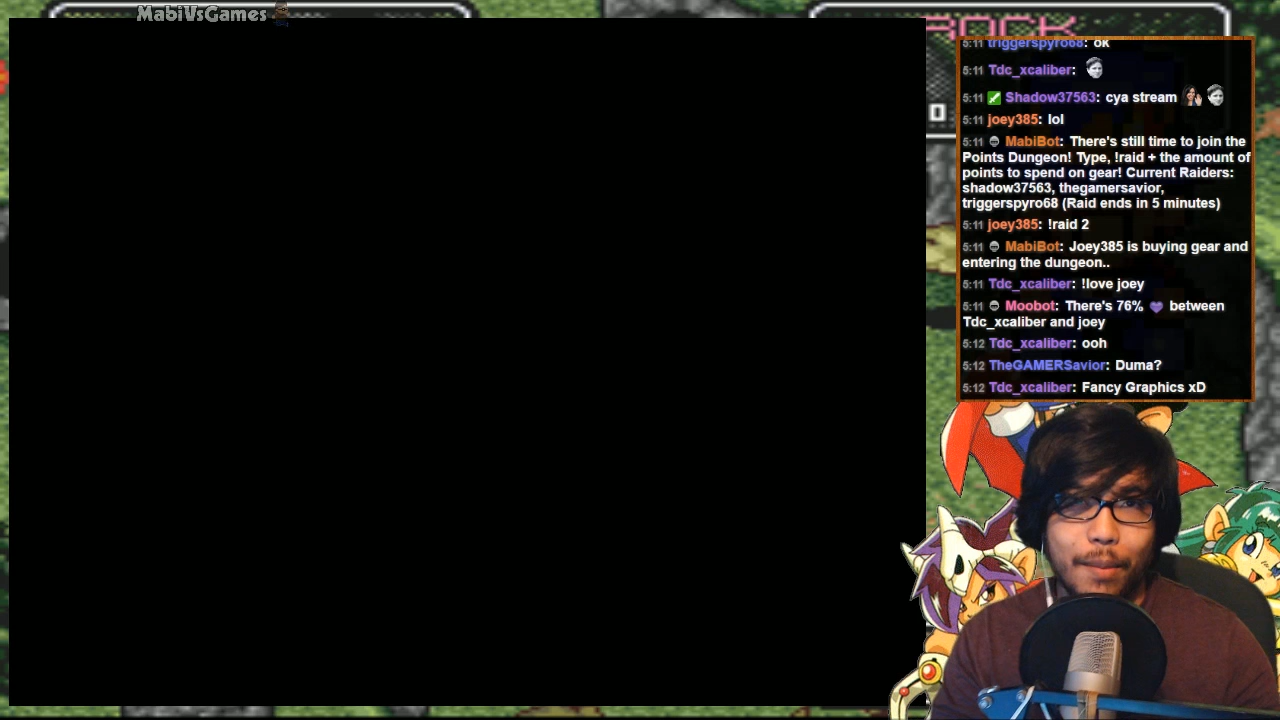 MabiVsGames
ROCK
5:11 triggerspyro68: ok
5:11 Tdc_xcaliber:
5:11 Shadow37563: cya stream
5:11 joey385: lol
5:11 MabiBot: There's still time to join the
Points Dungeon! Type, !raid + the amount of
points to spend on gear! Current Raiders:
shadow37563, thegamersavior,
triggerspyro68 (Raid ends in 5 minutes)
5:11 joey385: !raid 2
5:11 MabiBot: Joey385 is buying gear and
entering the dungeon..
5:11 Tdc_xcaliber: !love joey
5:11 Moobot: There's 76% 💜 between
Tdc_xcaliber and joey
5:12 Tdc_xcaliber: ooh
5:12 TheGAMERSavior: Duma?
5:12 Tdc_xcaliber: Fancy Graphics xD